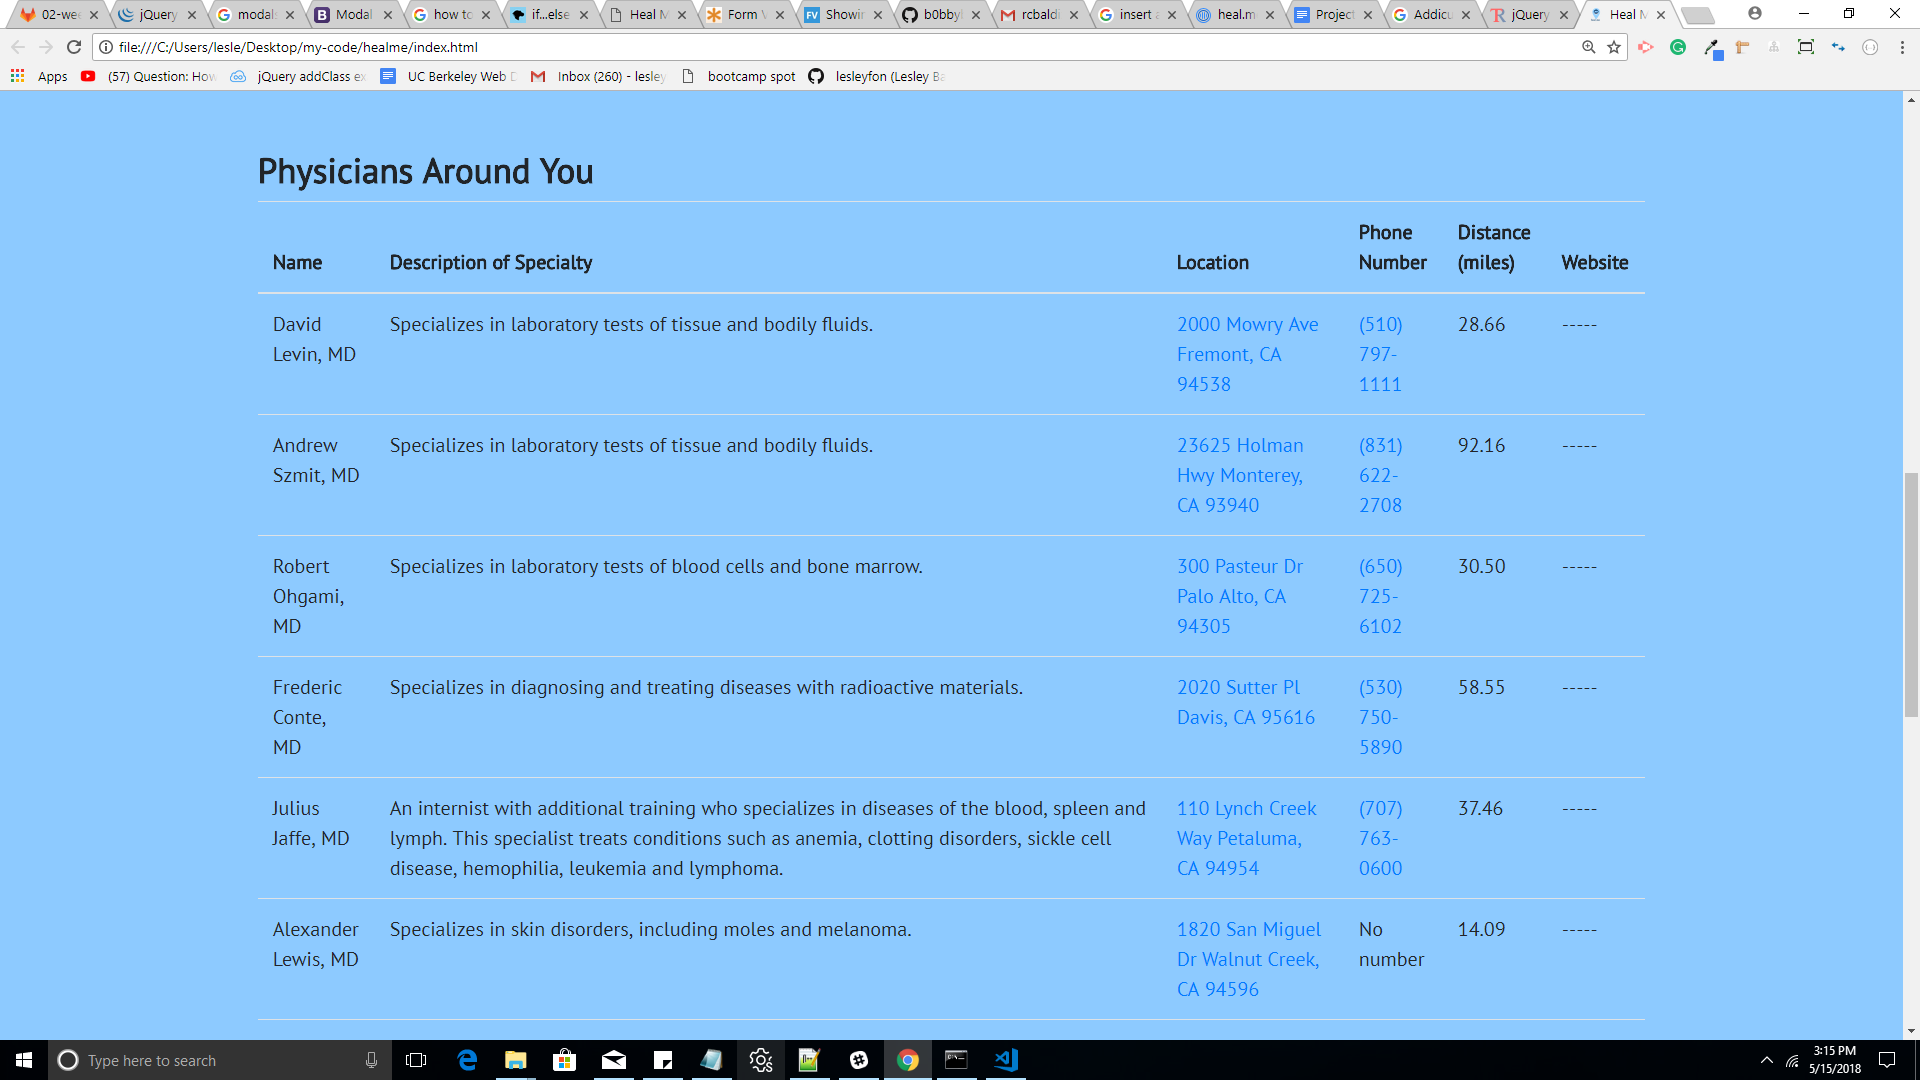 02-wee
jQuery
modals
Modal
how to
if...else
Heal M
Form V
Showin
b0bbyl
rcbaldi
insert a
heal.m
Project
Addicu
jQuery
Heal M
file:///C:/Users/lesle/Desktop/my-code/healme/index.html
Apps
(57) Question: How
jQuery addClass ex
UC Berkeley Web D
Inbox (260) - lesley
bootcamp spot
lesleyfon (Lesley Ba
Physicians Around You
Name Description of Specialty Location Phone Number Distance (miles) Website
David Levin, MD
Specializes in laboratory tests of tissue and bodily fluids.
2000 Mowry Ave
Fremont, CA
94538
(510)
797-
1111
28.66
-----
Andrew
Szmit, MD
Specializes in laboratory tests of tissue and bodily fluids.
23625 Holman
Hwy Monterey,
CA 93940
(831)
622-
2708
92.16
-----
Robert
Ohgami,
MD
Specializes in laboratory tests of blood cells and bone marrow.
300 Pasteur Dr
Palo Alto, CA
94305
(650)
725-
6102
30.50
-----
Frederic
Conte,
MD
Specializes in diagnosing and treating diseases with radioactive materials.
2020 Sutter Pl
Davis, CA 95616
(530)
750-
5890
58.55
-----
Julius
Jaffe, MD
An internist with additional training who specializes in diseases of the blood, spleen and
lymph. This specialist treats conditions such as anemia, clotting disorders, sickle cell
disease, hemophilia, leukemia and lymphoma.
110 Lynch Creek
Way Petaluma,
CA 94954
(707)
763-
0600
37.46
-----
Alexander
Lewis, MD
Specializes in skin disorders, including moles and melanoma.
1820 San Miguel
Dr Walnut Creek,
CA 94596
No
number
14.09
-----
Type here to search
3:15 PM
5/15/2018